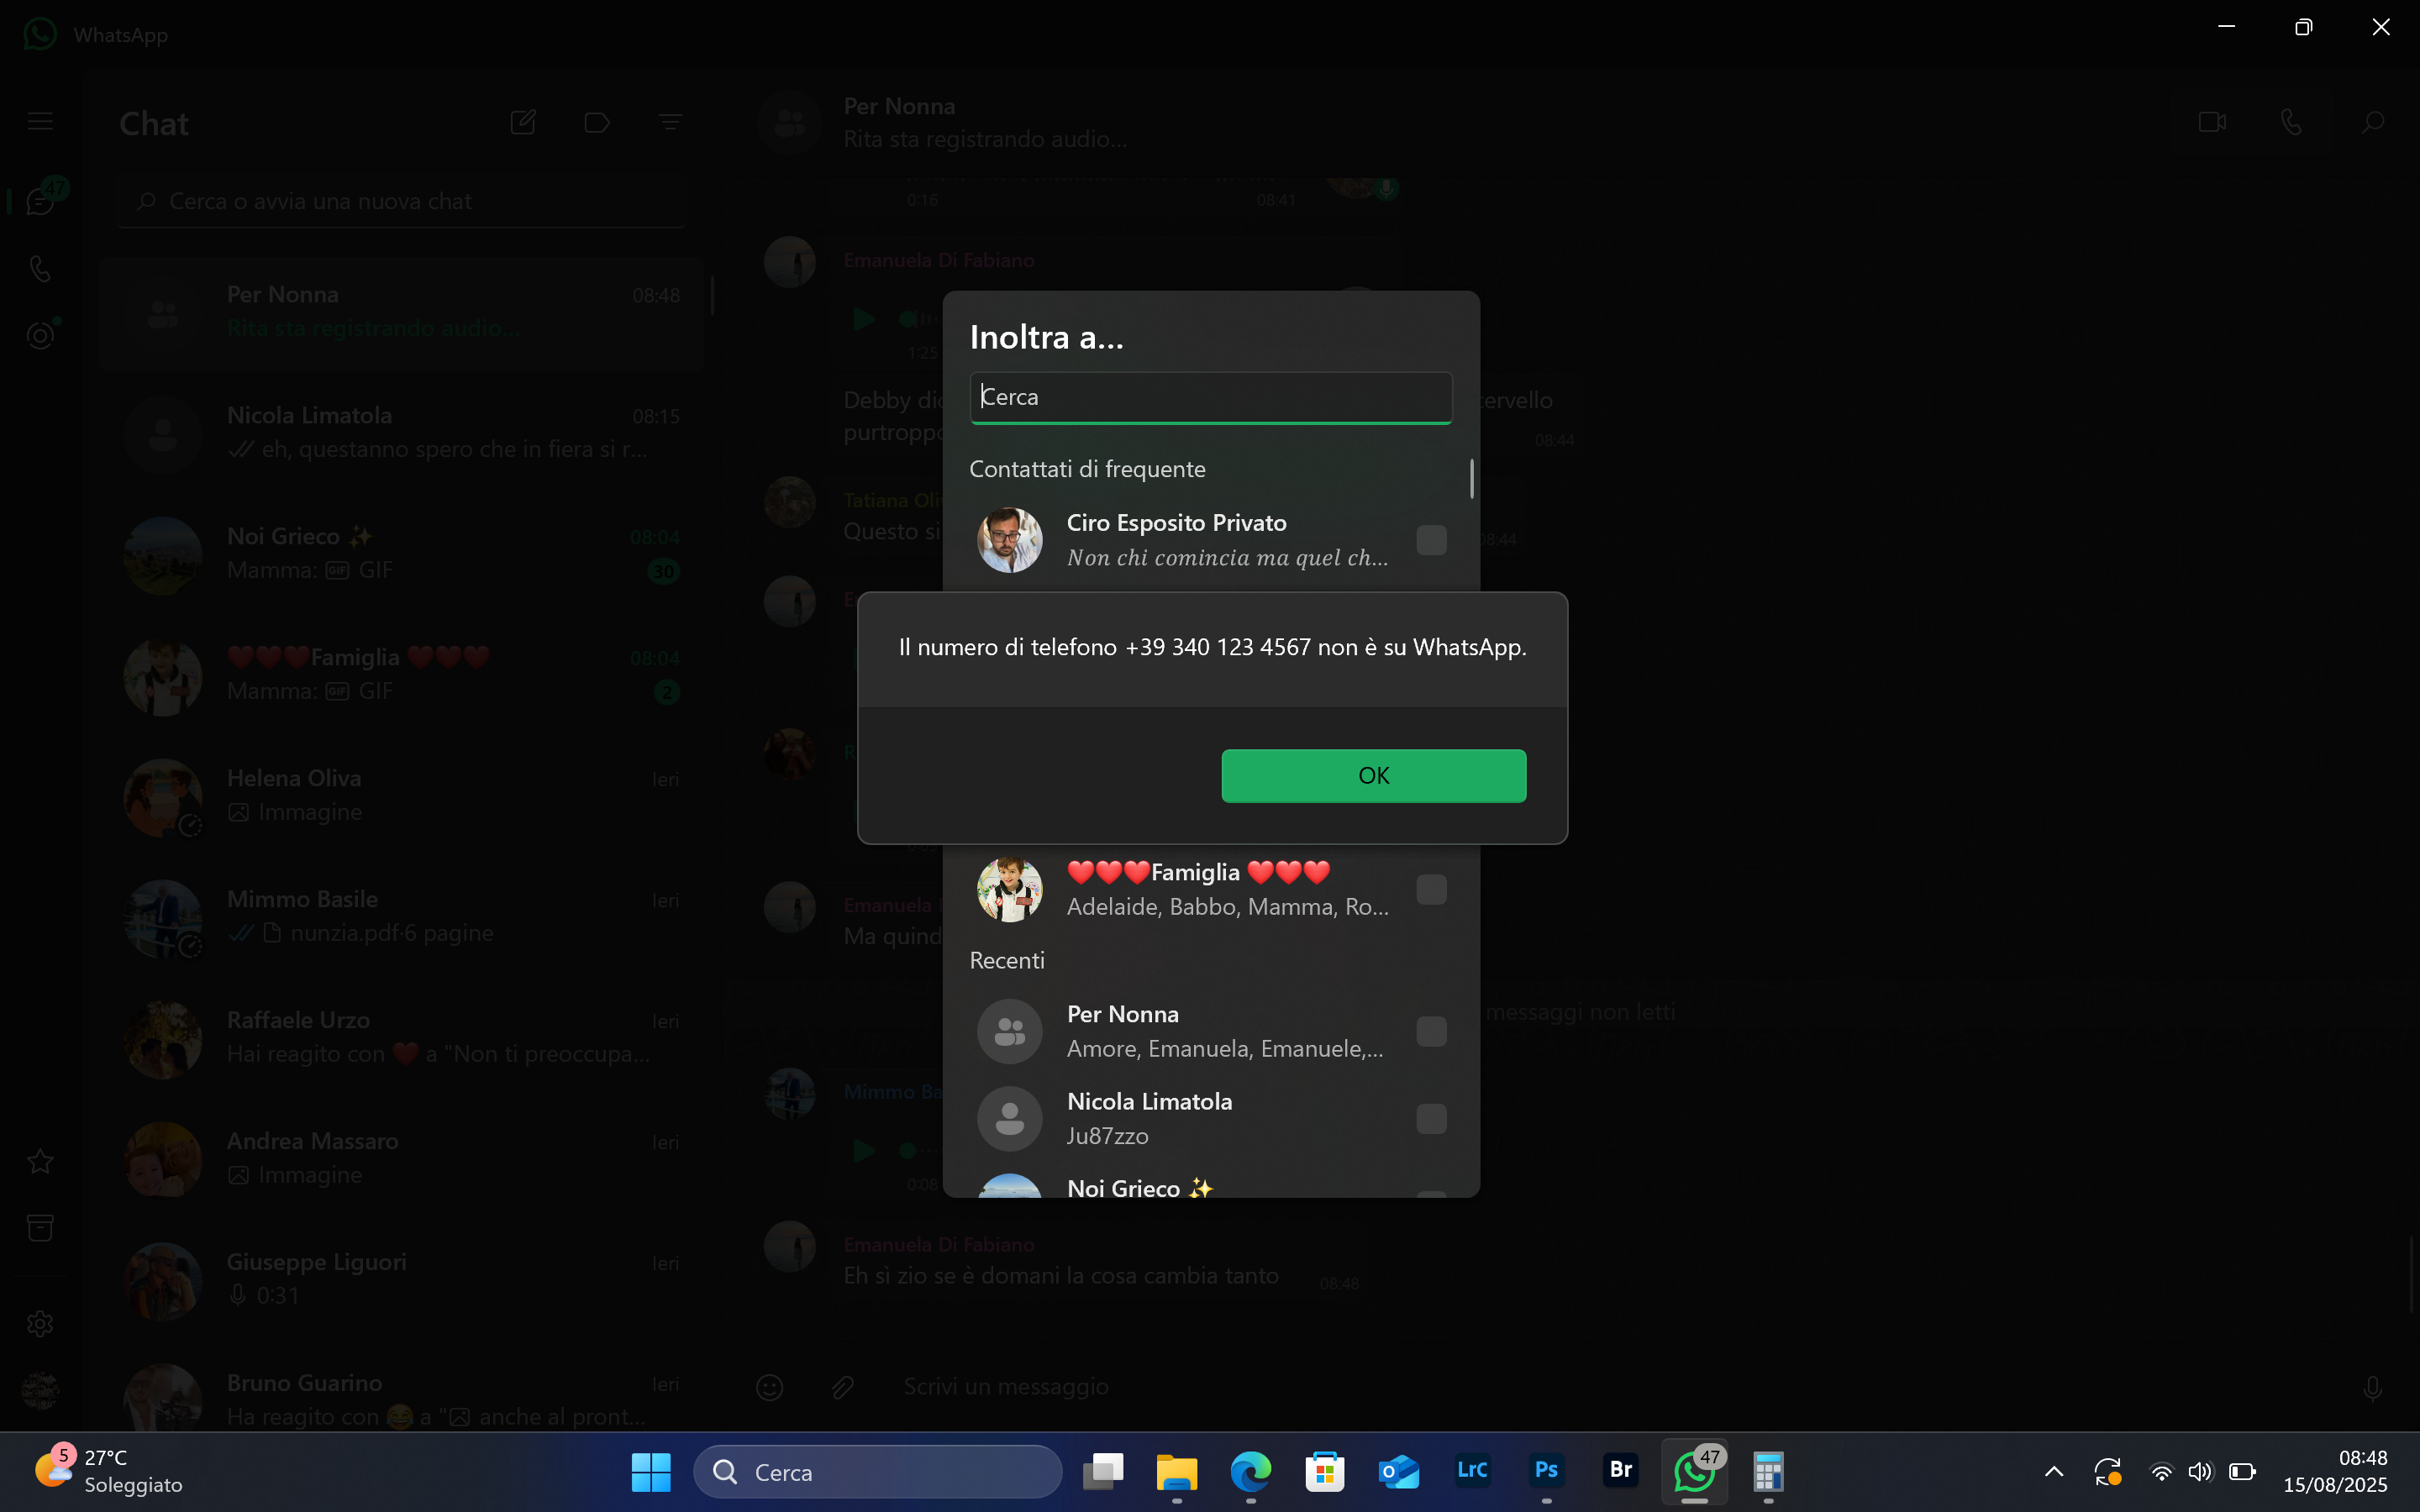 WhatsApp
Chat
47
Cerca o avvia una nuova chat
Per Nonna
08:48
Rita sta registrando audio...
Nicola Limatola
08:15
eh, questanno spero che in fiera si r...
Noi Grieco ✨
08:04
Mamma: GIF GIF
30
❤️❤️❤️Famiglia ❤️❤️❤️
08:04
Mamma: GIF GIF
2
Helena Oliva
Ieri
Immagine
Mimmo Basile
Ieri
nunzia.pdf·6 pagine
Raffaele Urzo
Ieri
Hai reagito con ❤️ a "Non ti preoccupa...
Andrea Massaro
Ieri
Immagine
Giuseppe Liguori
Ieri
0:31
Bruno Guarino
Ieri
Ha reagito con 😂 a " anche al pront...
Per Nonna
Rita sta registrando audio...
0:16
08:41
Emanuela Di Fabiano
1:25
Debby
purtroppo
cervello
08:44
Tatiana
Questo si
08:44
Emanuela
Ma quind
messaggi non letti
Mimmo
0:08
Emanuela Di Fabiano
Eh sì zio se è domani la cosa cambia tanto
08:48
Scrivi un messaggio
Inoltra a...
Cerca
Contattati di frequente
Ciro Esposito Privato
Non chi comincia ma quel ch...
Il numero di telefono +39 340 123 4567 non è su WhatsApp.
OK
❤️❤️❤️Famiglia ❤️❤️❤️
Adelaide, Babbo, Mamma, Ro...
Recenti
Per Nonna
Amore, Emanuela, Emanuele,...
Nicola Limatola
Ju87zzo
Noi Grieco ✨
5
27°C
Soleggiato
Cerca
LrC
Ps
Br
47
08:48
15/08/2025